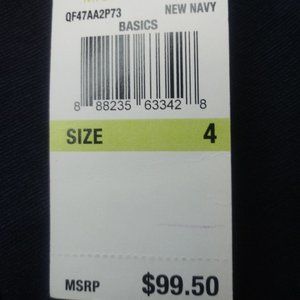 QF47AA2P73 NEW NAVY
BASICS
8 88235 63342 8
SIZE 4
MSRP $99.50